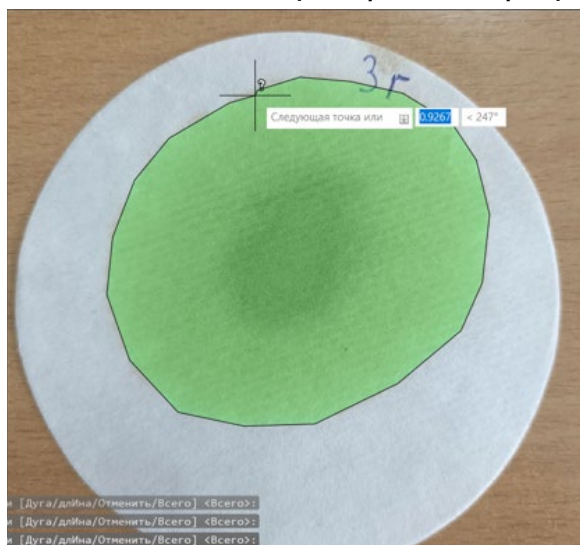 3 г
Следующая точка или 0.9267 < 247°
и [Дуга/длИна/Отменить/Всего] <Всего>:
и [Дуга/длИна/Отменить/Всего] <Всего>:
и [Дуга/длИна/Отменить/Всего] <Всего>: